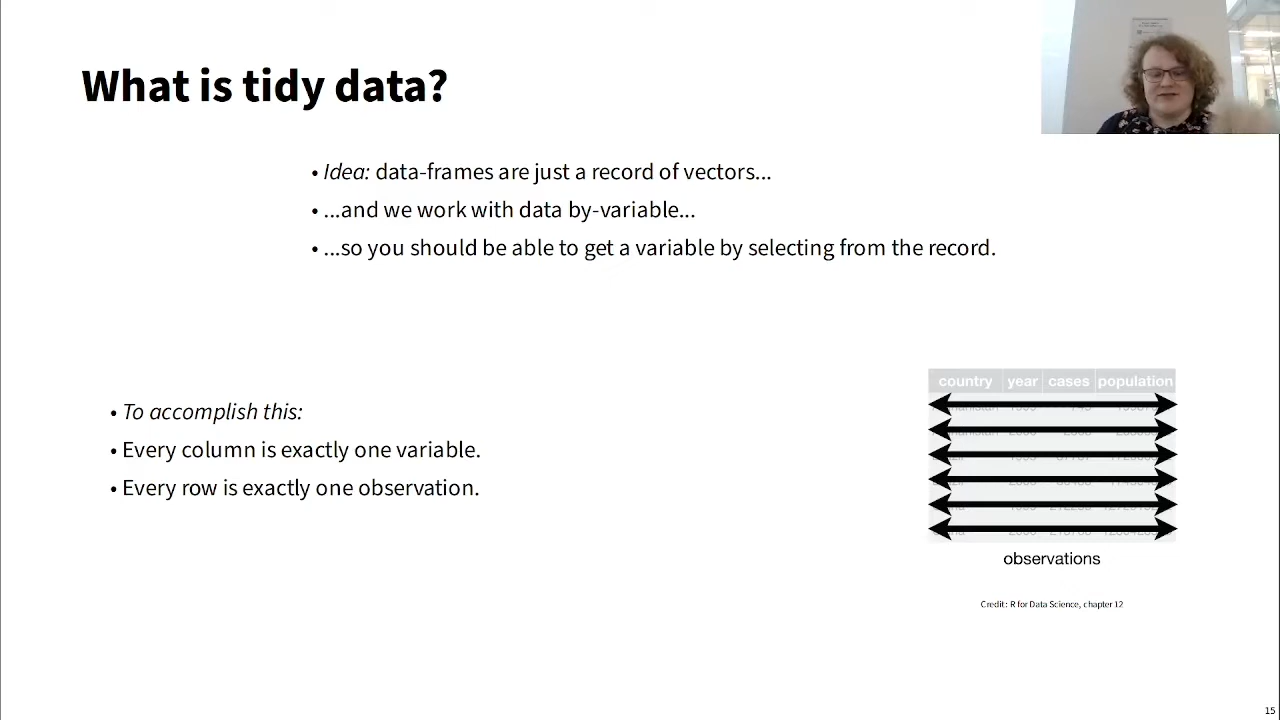 What is tidy data?
• Idea: data-frames are just a record of vectors...
• ...and we work with data by-variable...
• ...so you should be able to get a variable by selecting from the record.
• To accomplish this:
• Every column is exactly one variable.
• Every row is exactly one observation.
country year cases population
observations
Credit: R for Data Science, chapter 12
15